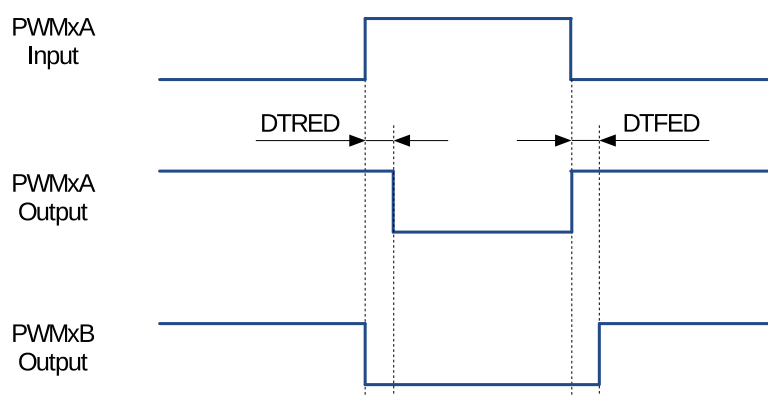 PWMxA
Input
DTRED
DTFED
PWMxA
Output
PWMxB
Output